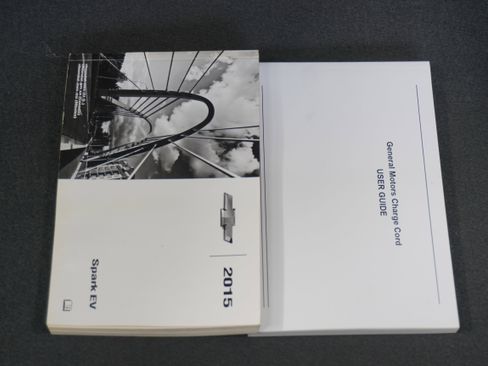 2015
Spark EV
General Motors Charge Cord
USER GUIDE